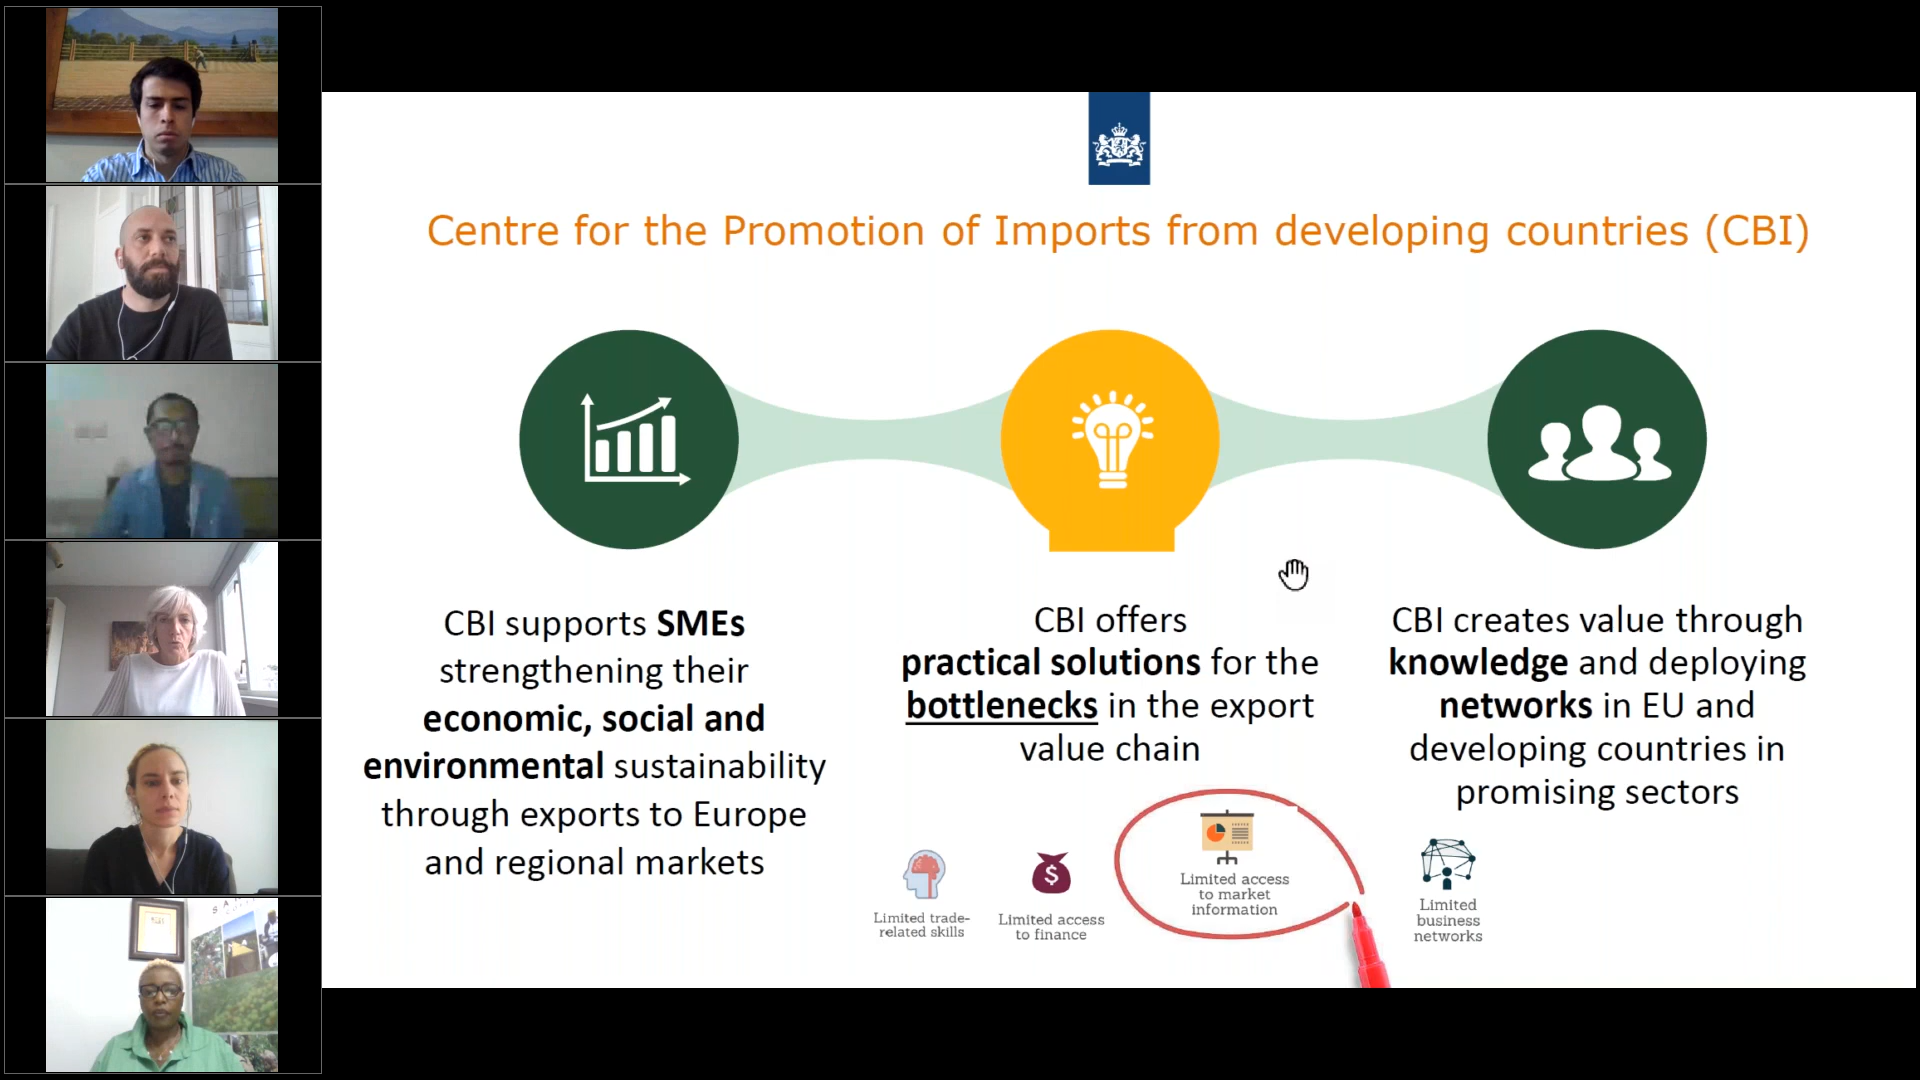 Centre for the Promotion of Imports from developing countries (CBI)
CBI supports SMEs
strengthening their
economic, social and
environmental sustainability
through exports to Europe
and regional markets
CBI offers
practical solutions for the
bottlenecks in the export
value chain
CBI creates value through
knowledge and deploying
networks in EU and
developing countries in
promising sectors
Limited trade-
related skills
Limited access
to finance
Limited access
to market
information
Limited
business
networks